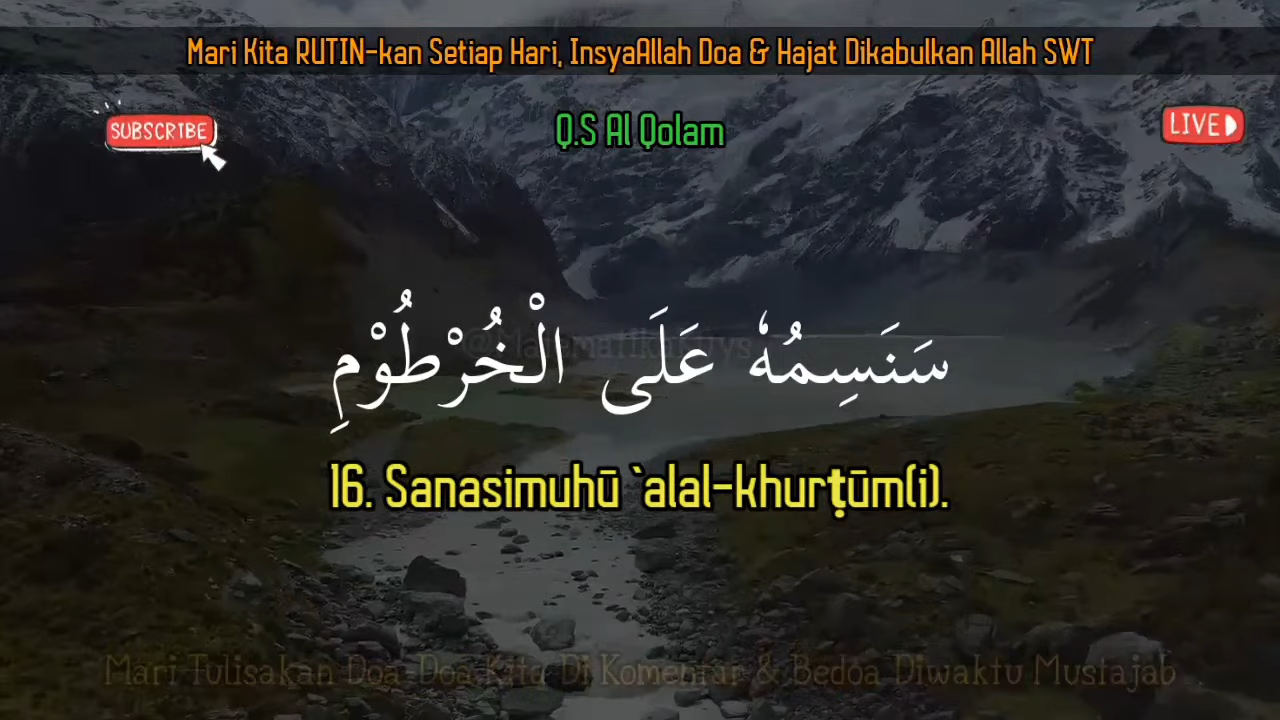 Mari Kita RUTIN-kan Setiap Hari, InsyaAllah Doa & Hajat Dikabulkan Allah SWT
SUBSCRIBE
Q.S Al Qolam
LIVE
سَنَسِمُهٗ عَلَى الْخُرْطُوْمِ
16. Sanasimuhū `alal-khurṭūm(i).
Mari Tulisakan Doa-Doa Kita Di Komentar & Bedoa Diwaktu Mustajab